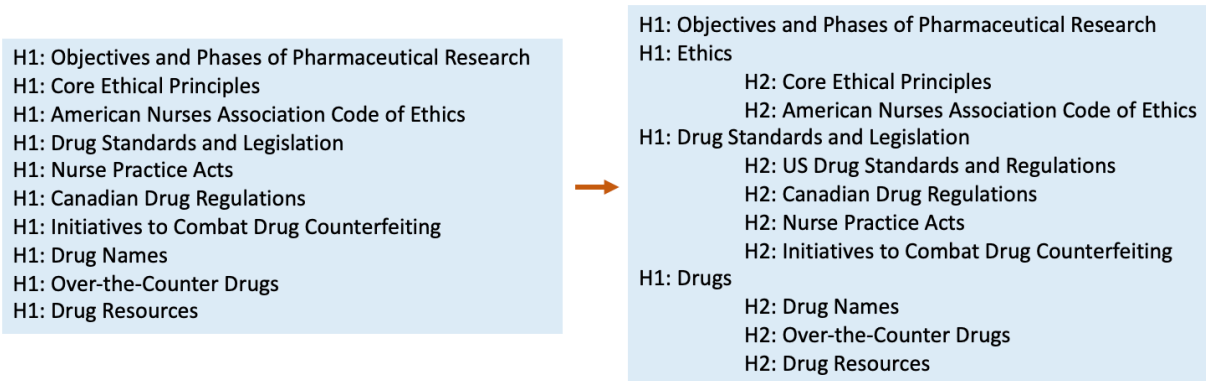 H1: Objectives and Phases of Pharmaceutical Research
H1: Core Ethical Principles
H1: American Nurses Association Code of Ethics
H1: Drug Standards and Legislation
H1: Nurse Practice Acts
H1: Canadian Drug Regulations
H1: Initiatives to Combat Drug Counterfeiting
H1: Drug Names
H1: Over-the-Counter Drugs
H1: Drug Resources
H1: Objectives and Phases of Pharmaceutical Research
H1: Ethics
H2: Core Ethical Principles
H2: American Nurses Association Code of Ethics
H1: Drug Standards and Legislation
H2: US Drug Standards and Regulations
H2: Canadian Drug Regulations
H2: Nurse Practice Acts
H2: Initiatives to Combat Drug Counterfeiting
H1: Drugs
H2: Drug Names
H2: Over-the-Counter Drugs
H2: Drug Resources